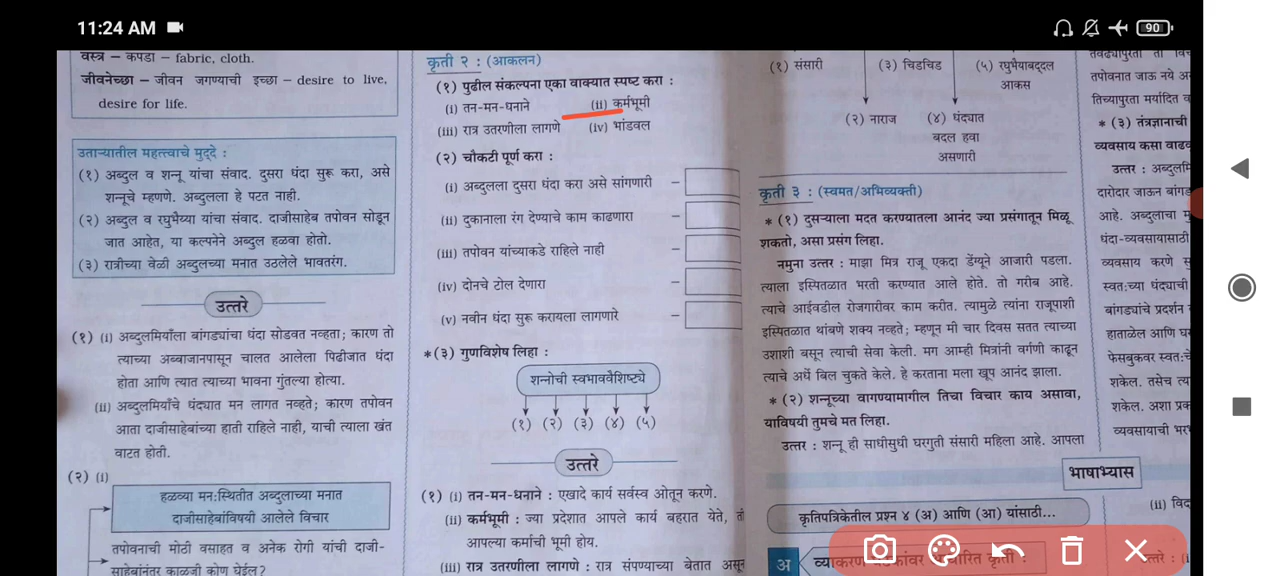 11:24 AM
90
वस्त्र – कपडा – fabric, cloth.
जीवनेच्छा – जीवन जगण्याची इच्छा – desire to live,
desire for life.
उताऱ्यातील महत्त्वाचे मुद्दे :
(१) अब्दुल व शन्नू यांचा संवाद. दुसरा धंदा सुरू करा, असे
शन्नूचे म्हणणे. अब्दुलला हे पटत नाही.
(२) अब्दुल व रघुभैय्या यांचा संवाद. दाजीसाहेब तपोवन सोडून
जात आहेत, या कल्पनेने अब्दुल हळवा होतो.
(३) रात्रीच्या वेळी अब्दुलच्या मनात उठलेले भावतरंग.
उत्तरे
(१) (i) अब्दुलमियाँला बांगड्यांचा धंदा सोडवत नव्हता; कारण तो
त्याच्या अब्बाजानपासून चालत आलेला पिढीजात धंदा
होता आणि त्यात त्याच्या भावना गुंतल्या होत्या.
(ii) अब्दुलमियाँचे धंद्यात मन लागत नव्हते; कारण तपोवन
आता दाजीसाहेबांच्या हाती राहिले नाही, याची त्याला खंत
वाटत होती.
(२) (i)
हळव्या मन:स्थितीत अब्दुलाच्या मनात
दाजीसाहेबांविषयी आलेले विचार
तपोवनाची मोठी वसाहत व अनेक रोगी यांची दाजी-
साहेबांनंतर काळजी कोण घेईल?
कृती २ : (आकलन)
(१) पुढील संकल्पना एका वाक्यात स्पष्ट करा :
(i) तन-मन-धनाने (ii) कर्मभूमी
(iii) रात्र उतरणीला लागणे (iv) भांडवल
(२) चौकटी पूर्ण करा :
(i) अब्दुलला दुसरा धंदा करा असे सांगणारी –
(ii) दुकानाला रंग देण्याचे काम काढणारा –
(iii) तपोवन यांच्याकडे राहिले नाही –
(iv) दोनचे टोल देणारा –
(v) नवीन धंदा सुरू करायला लागणारे –
*(३) गुणविशेष लिहा :
शन्नोची स्वभाववैशिष्ट्ये
(१) (२) (३) (४) (५)
उत्तरे
(१) (i) तन-मन-धनाने : एखादे कार्य सर्वस्व ओतून करणे.
(ii) कर्मभूमी : ज्या प्रदेशात आपले कार्य बहरात येते, ती
आपल्या कर्माची भूमी होय.
(iii) रात्र उतरणीला लागणे : रात्र संपण्याच्या बेतात असून
(१) संसारी (३) चिडचिड (५) रघुभैयाबद्दल
आकस
(२) नाराज (४) धंद्यात
बदल हवा
असणारी
कृती ३ : (स्वमत/अभिव्यक्ती)
* (१) दुसऱ्याला मदत करण्यातला आनंद ज्या प्रसंगातून मिळू
शकतो, असा प्रसंग लिहा.
नमुना उत्तर : माझा मित्र राजू एकदा डेंग्यूने आजारी पडला.
त्याला इस्पितळात भरती करण्यात आले होते. तो गरीब आहे.
त्याचे आईवडील रोजगारीवर काम करीत. त्यामुळे त्यांना राजूपाशी
इस्पितळात थांबणे शक्य नव्हते; म्हणून मी चार दिवस सतत त्याच्या
उशाशी बसून त्याची सेवा केली. मग आम्ही मित्रांनी वर्गणी काढून
त्याचे अर्धे बिल चुकते केले. हे करताना मला खूप आनंद झाला.
* (२) शन्नूच्या वागण्यामागील तिचा विचार काय असावा,
याविषयी तुमचे मत लिहा.
उत्तर : शन्नू ही साधीसुधी घरगुती संसारी महिला आहे. आपला
भाषाभ्यास
कृतिपत्रिकेतील प्रश्न ४ (अ) आणि (आ) यांसाठी...
अ
तपोवनात जाऊ नये
तिच्यापुरता मर्यादित
* (३) तंत्रज्ञानाची
व्यवसाय कसा
उत्तर :
दारोदार जाऊन
आहे. अब्दुलाचा
धंदा-व्यवसायासाठी
व्यवसाय करणे
स्वत:च्या धंद्याची
बांगड्यांचे प्रदर्शन
हाताळेल आणि
फेसबुकवर
शकेल. तसेच
शकेल. अशा
व्यवसायाची
(ii)